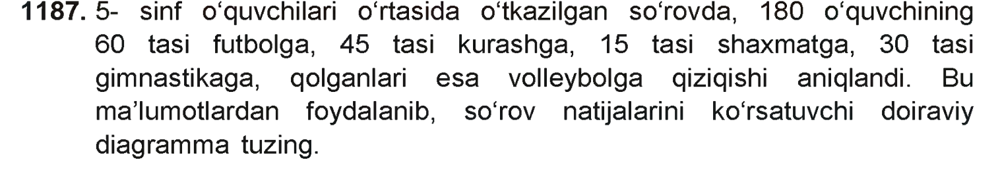 1187. 5- sinf o‘quvchilari o‘rtasida o‘tkazilgan so‘rovda, 180 o‘quvchining
60 tasi futbolga, 45 tasi kurashga, 15 tasi shaxmatga, 30 tasi
gimnastikaga, qolganlari esa volleybolga qiziqishi aniqlandi. Bu
ma’lumotlardan foydalanib, so‘rov natijalarini ko‘rsatuvchi doiraviy
diagramma tuzing.